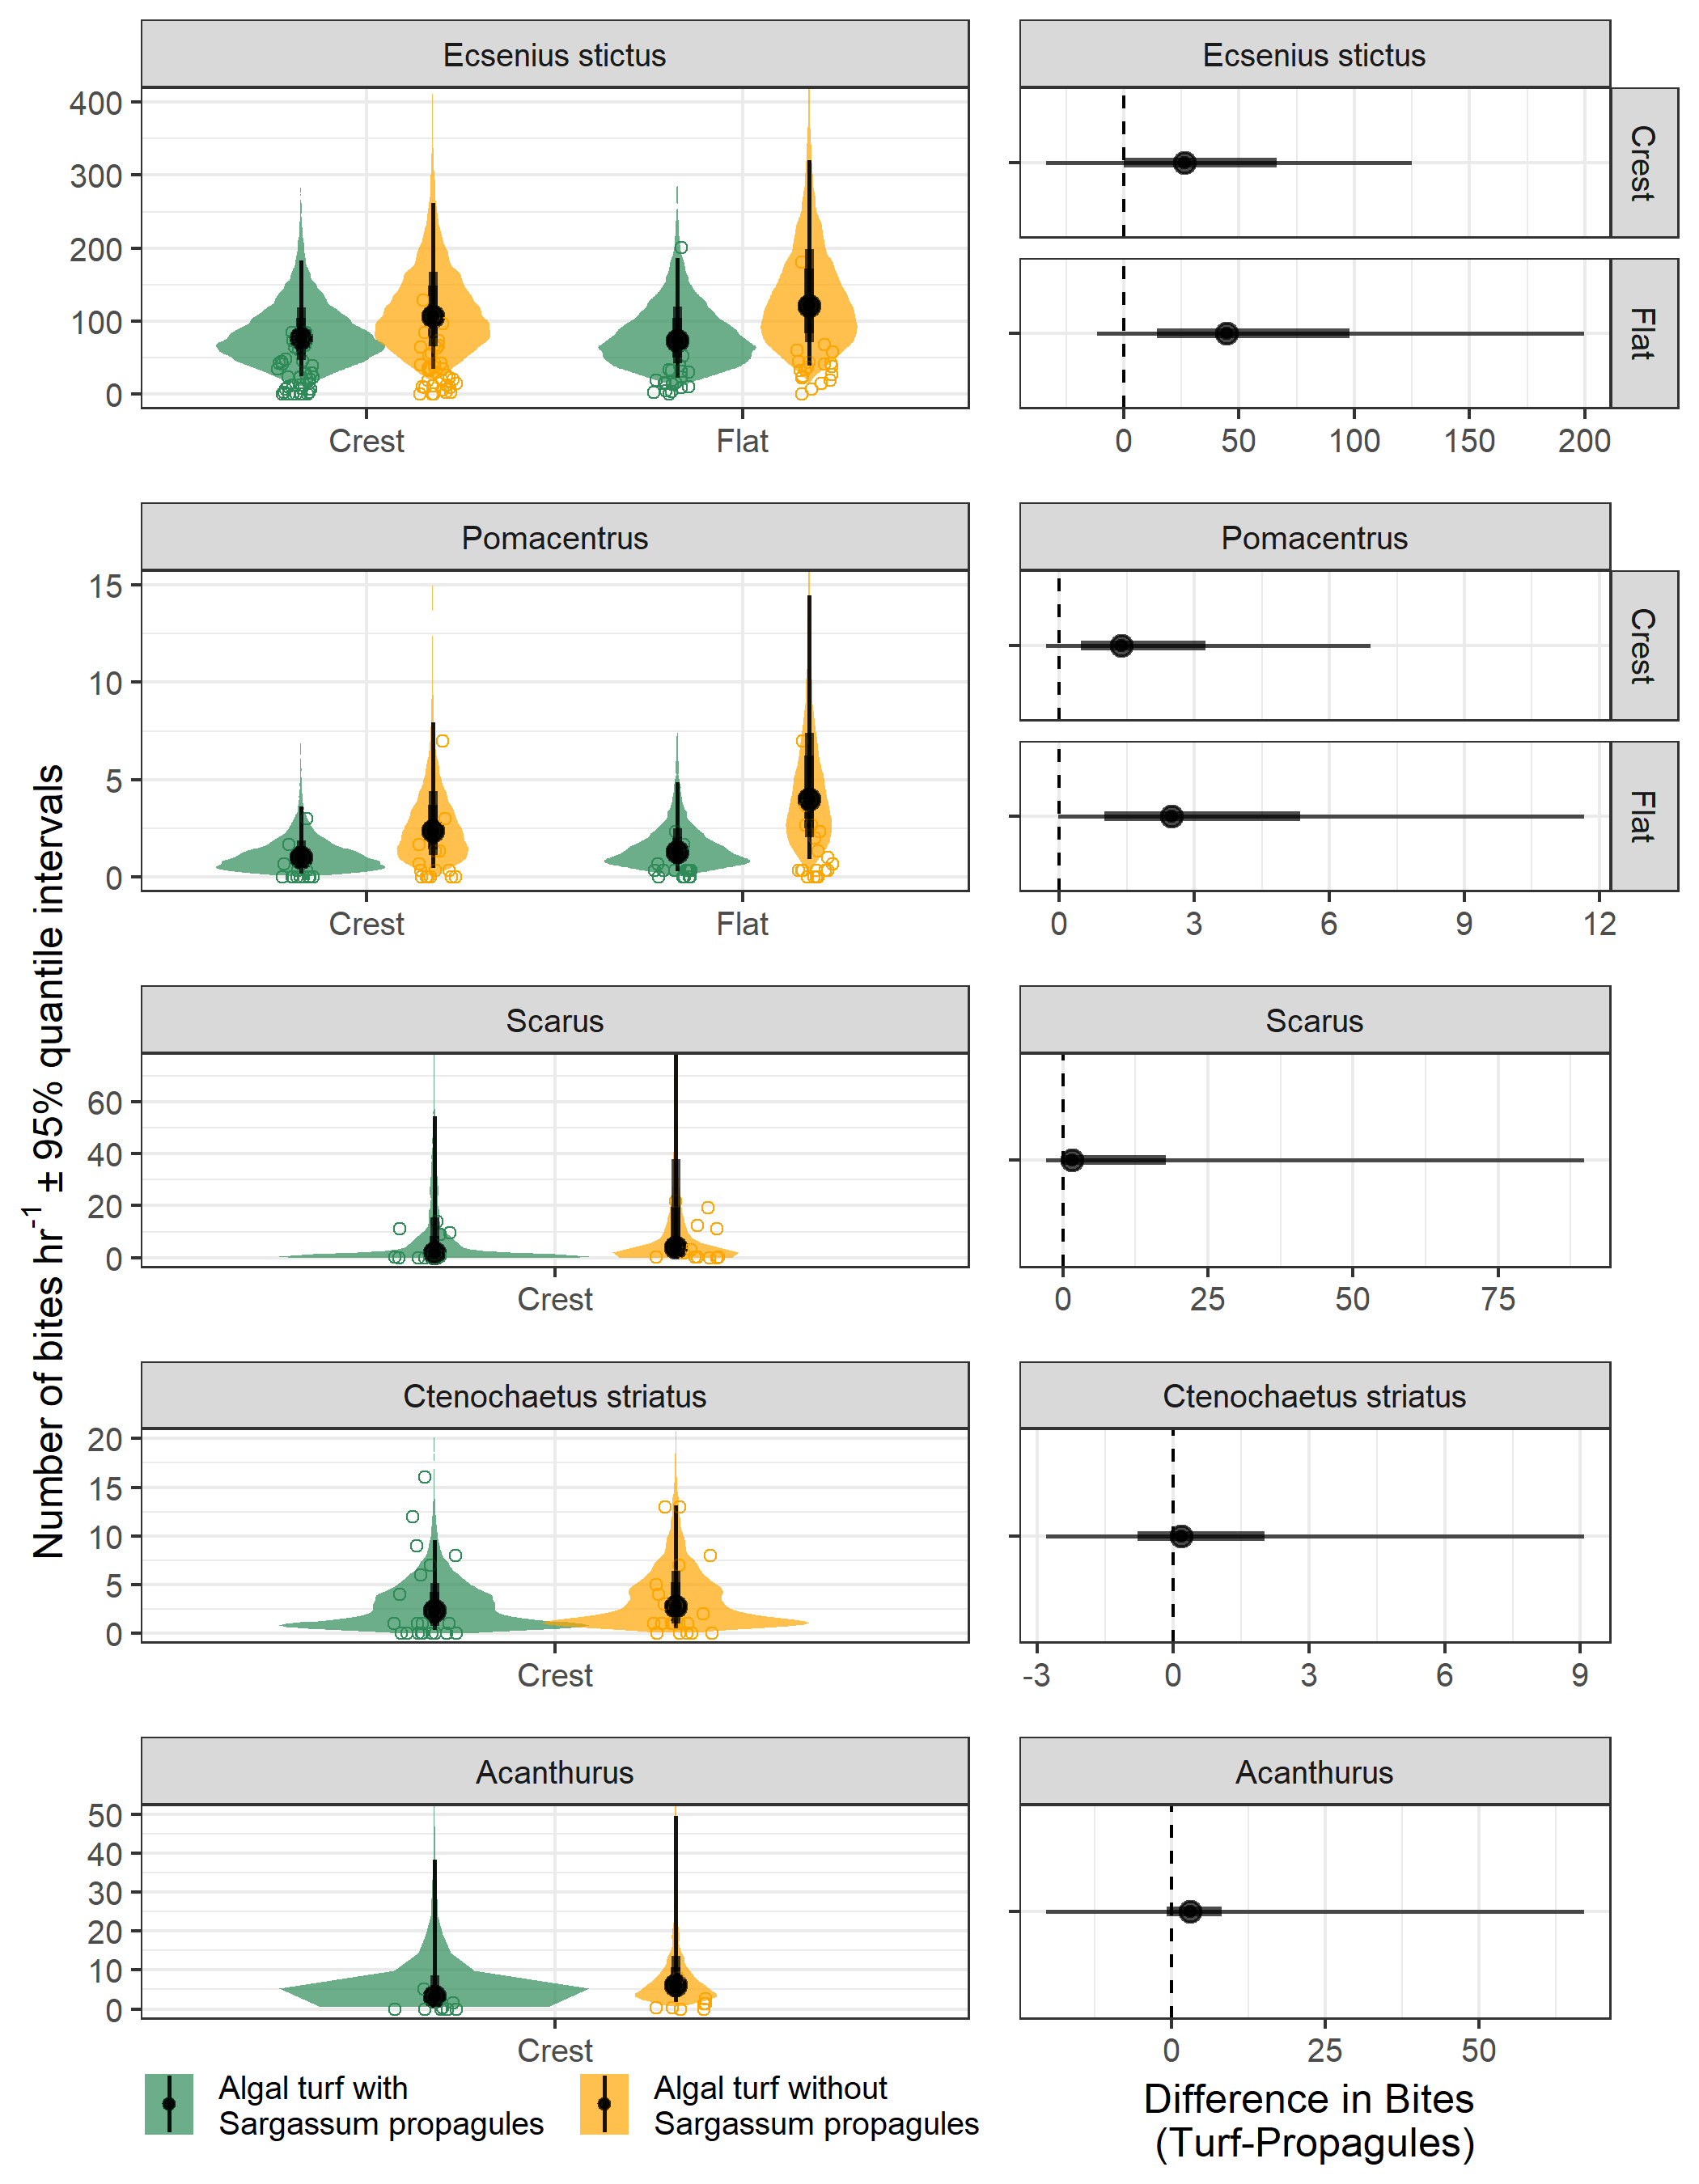 Ecsenius stictus
Ecsenius stictus
400
300
200
100
0
Crest
Flat
Crest
Flat
0
50
100
150
200
Pomacentrus
Pomacentrus
15
10
5
0
Crest
Flat
Crest
Flat
0
3
6
9
12
Number of bites hr-1 ± 95% quantile intervals
Scarus
Scarus
60
40
20
0
Crest
0
25
50
75
Ctenochaetus striatus
Ctenochaetus striatus
20
15
10
5
0
Crest
-3
0
3
6
9
Acanthurus
Acanthurus
50
40
30
20
10
0
Crest
0
25
50
Algal turf with
Sargassum propagules
Algal turf without
Sargassum propagules
Difference in Bites
(Turf-Propagules)